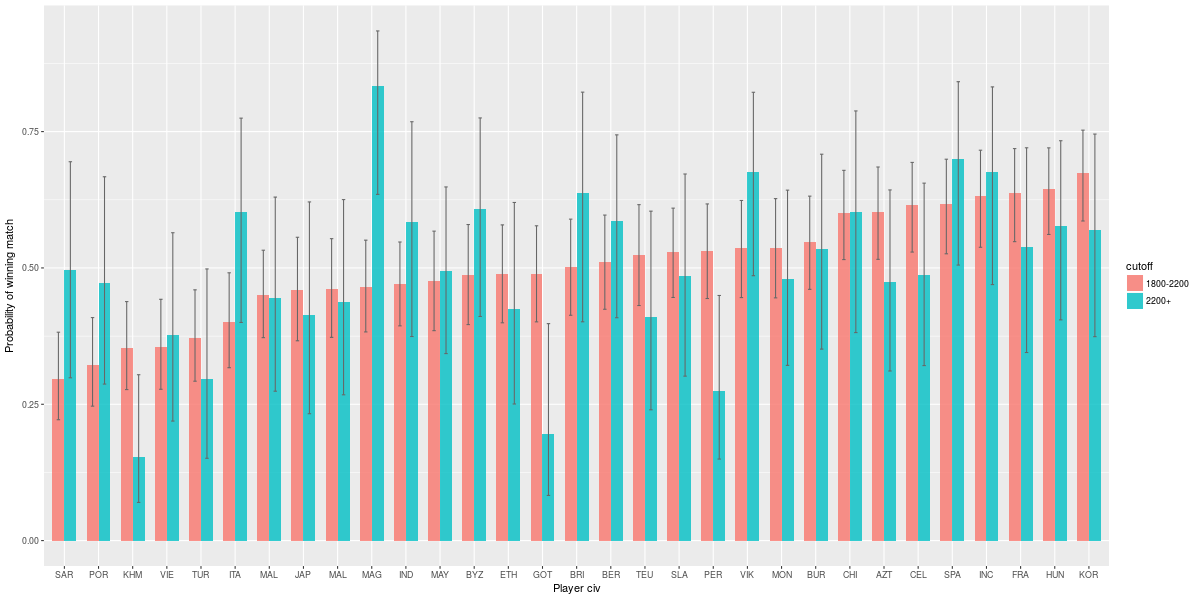 Probability of winning match
0.75
0.50
0.25
0.00
SAR POR KHM VIE TUR ITA MAL JAP MAL MAG IND MAY BYZ ETH GOT BRI BER TEU SLA PER VIK MON BUR CHI AZT CEL SPA INC FRA HUN KOR
Player civ
cutoff
1800-2200
2200+